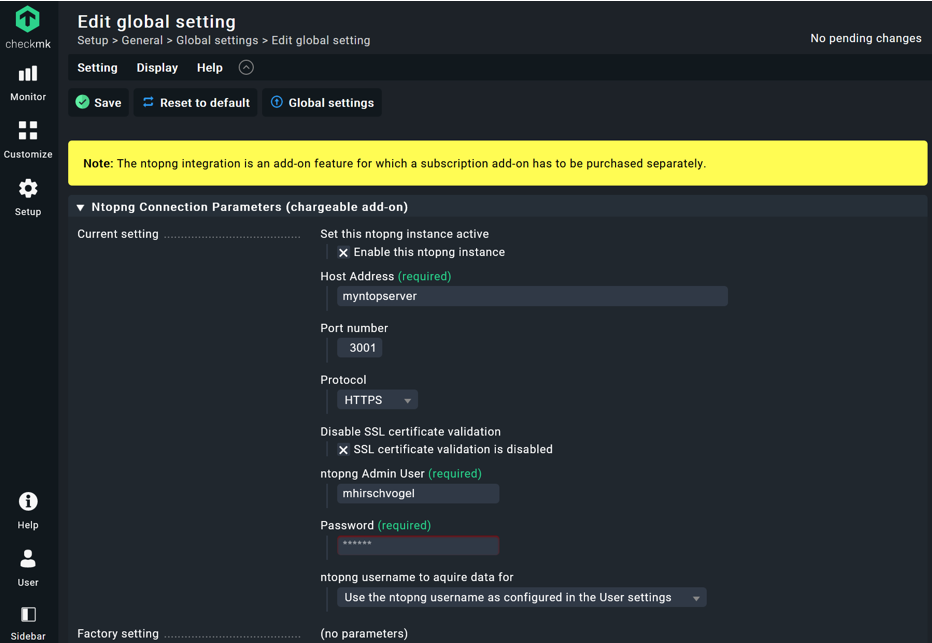 Edit global setting
Setup > General > Global settings > Edit global setting
No pending changes
checkmk
Setting Display Help
Save Reset to default Global settings
Monitor
Customize
Setup
Note: The ntopng integration is an add-on feature for which a subscription add-on has to be purchased separately.
Ntopng Connection Parameters (chargeable add-on)
Current setting
Set this ntopng instance active
Enable this ntopng instance
Host Address (required)
myntopserver
Port number
3001
Protocol
HTTPS
Disable SSL certificate validation
SSL certificate validation is disabled
ntopng Admin User (required)
mhirschvogel
Password (required)
******
ntopng username to aquire data for
Use the ntopng username as configured in the User settings
Factory setting (no parameters)
Help
User
Sidebar